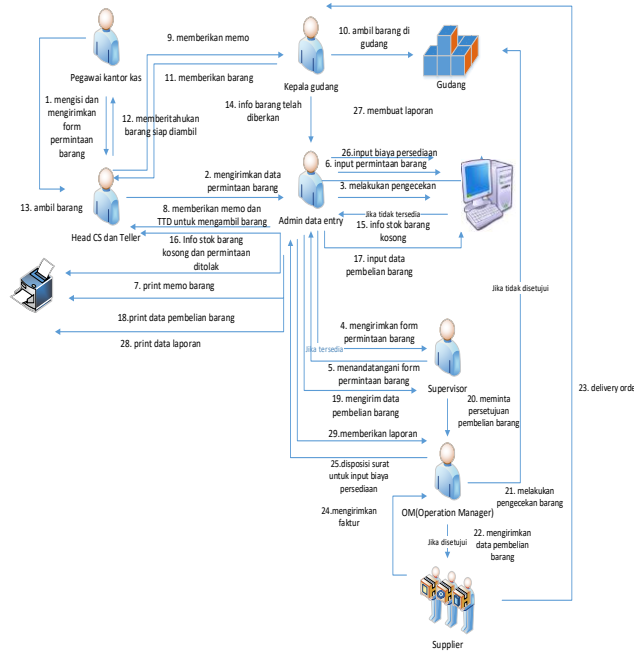 9. memberikan memo
10. ambil barang di
gudang
Pegawai kantor kas
11. memberikan barang
Kepala gudang
Gudang
1. mengisi dan
mengirimkan
form
permintaan
barang
12. memberitahukan
barang siap diambil
14. info barang telah
diberkan
27. membuat laporan
26.input biaya persediaan
6. input permintaan barang
2. mengirimkan data
permintaan barang
3. melakukan pengecekan
13. ambil barang
8. memberikan memo dan
TTD untuk mengambil barang
Admin data entry
Jika tidak tersedia
15. info stok barang
kosong
Head CS dan Teller
16. Info stok barang
kosong dan permintaan
ditolak
17. input data
pembelian barang
7. print memo barang
Jika tidak disetujui
18.print data pembelian barang
4. mengirimkan form
permintaan barang
28. print data laporan
Jika tersedia
5. menandatangani form
permintaan barang
Supervisor
23. delivery orde
19. mengirim data
pembelian barang
20. meminta
persetujuan
pembelian barang
29.memberikan laporan
25.disposisi surat
untuk input biaya
persediaan
21. melakukan
pengecekan barang
24.mengirimkan
faktur
OM(Operation Manager)
22. mengirimkan
data pembelian
barang
Jika disetujui
Supplier